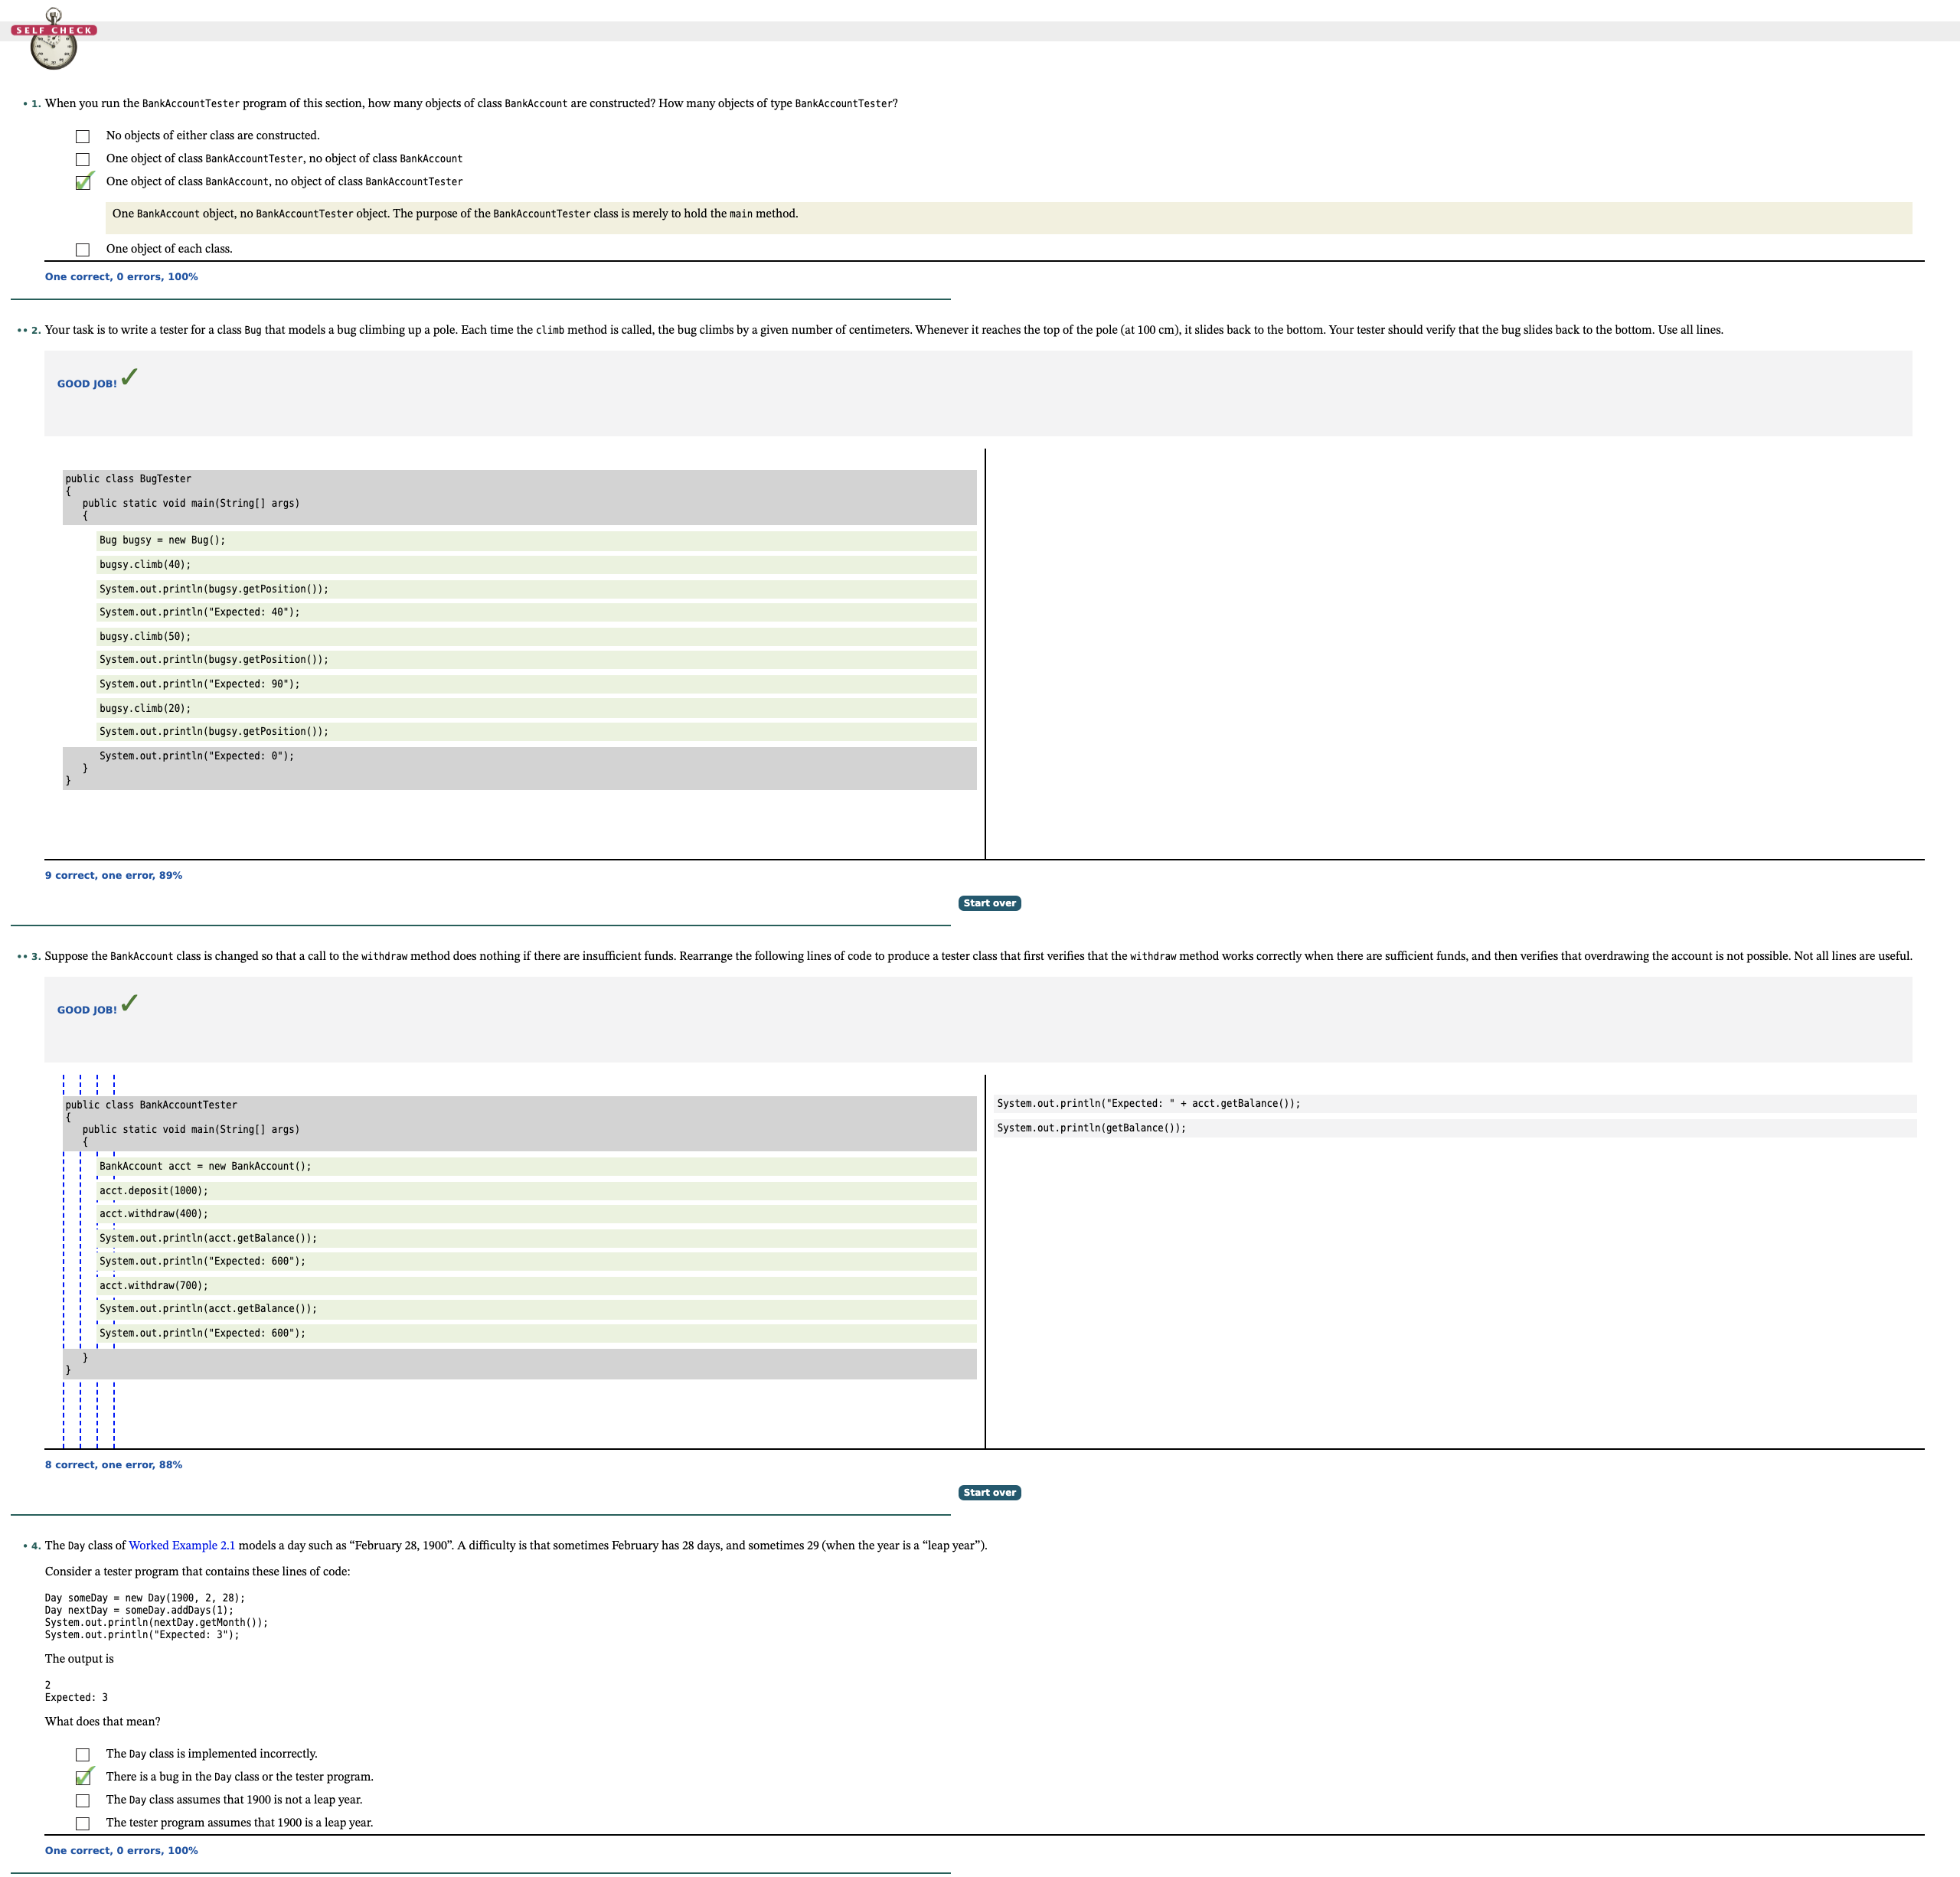 SELF CHECK
• 1. When you run the BankAccountTester program of this section, how many objects of class BankAccount are constructed? How many objects of type BankAccountTester?
No objects of either class are constructed.
One object of class BankAccountTester, no object of class BankAccount
One object of class BankAccount, no object of class BankAccountTester
One BankAccount object, no BankAccountTester object. The purpose of the BankAccountTester class is merely to hold the main method.
One object of each class.
One correct, 0 errors, 100%
•• 2. Your task is to write a tester for a class Bug that models a bug climbing up a pole. Each time the climb method is called, the bug climbs by a given number of centimeters. Whenever it reaches the top of the pole (at 100 cm), it slides back to the bottom. Your tester should verify that the bug slides back to the bottom. Use all lines.
GOOD JOB!
public class BugTester
{
public static void main(String[] args)
{
Bug bugsy = new Bug();
bugsy.climb(40);
System.out.println(bugsy.getPosition());
System.out.println("Expected: 40");
bugsy.climb(50);
System.out.println(bugsy.getPosition());
System.out.println("Expected: 90");
bugsy.climb(20);
System.out.println(bugsy.getPosition());
System.out.println("Expected: 0");
}
}
9 correct, one error, 89%
Start over
•• 3. Suppose the BankAccount class is changed so that a call to the withdraw method does nothing if there are insufficient funds. Rearrange the following lines of code to produce a tester class that first verifies that the withdraw method works correctly when there are sufficient funds, and then verifies that overdrawing the account is not possible. Not all lines are useful.
GOOD JOB!
public class BankAccountTester
{
public static void main(String[] args)
{
BankAccount acct = new BankAccount();
acct.deposit(1000);
acct.withdraw(400);
System.out.println(acct.getBalance());
System.out.println("Expected: 600");
acct.withdraw(700);
System.out.println(acct.getBalance());
System.out.println("Expected: 600");
}
}
System.out.println("Expected: " + acct.getBalance());
System.out.println(getBalance());
8 correct, one error, 88%
Start over
• 4. The Day class of Worked Example 2.1 models a day such as “February 28, 1900”. A difficulty is that sometimes February has 28 days, and sometimes 29 (when the year is a “leap year”).
Consider a tester program that contains these lines of code:
Day someDay = new Day(1900, 2, 28);
Day nextDay = someDay.addDays(1);
System.out.println(nextDay.getMonth());
System.out.println("Expected: 3");
The output is
2
Expected: 3
What does that mean?
The Day class is implemented incorrectly.
There is a bug in the Day class or the tester program.
The Day class assumes that 1900 is not a leap year.
The tester program assumes that 1900 is a leap year.
One correct, 0 errors, 100%